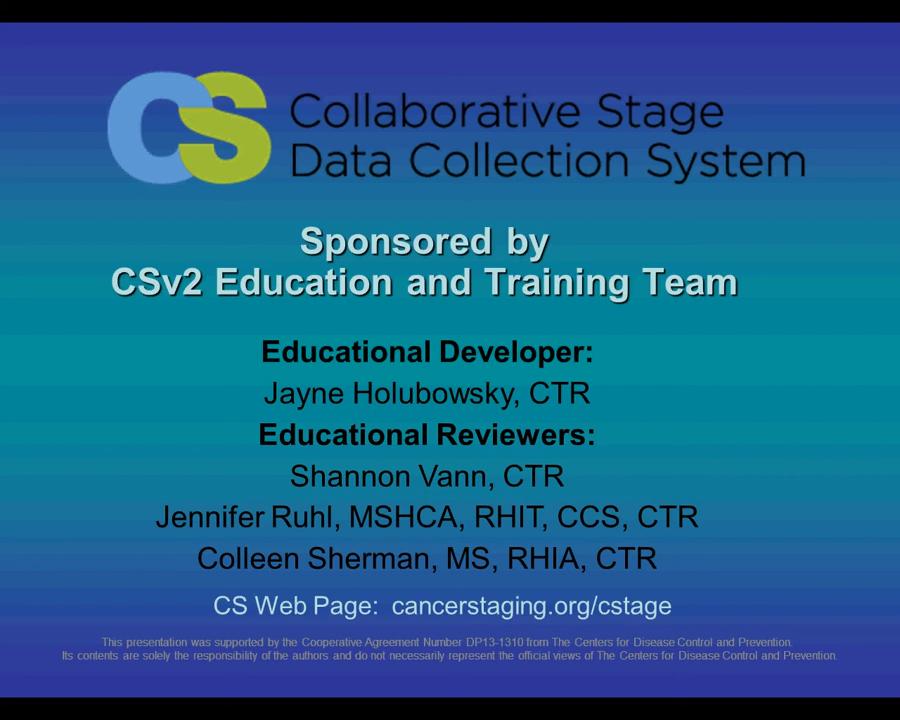 CS Collaborative Stage
Data Collection System
Sponsored by
CSv2 Education and Training Team
Educational Developer:
Jayne Holubowsky, CTR
Educational Reviewers:
Shannon Vann, CTR
Jennifer Ruhl, MSHCA, RHIT, CCS, CTR
Colleen Sherman, MS, RHIA, CTR
CS Web Page: cancerstaging.org/cstage
This presentation was supported by the Cooperative Agreement Number DP13-1310 from The Centers for Disease Control and Prevention.
Its contents are solely the responsibility of the authors and do not necessarily represent the official views of The Centers for Disease Control and Prevention.